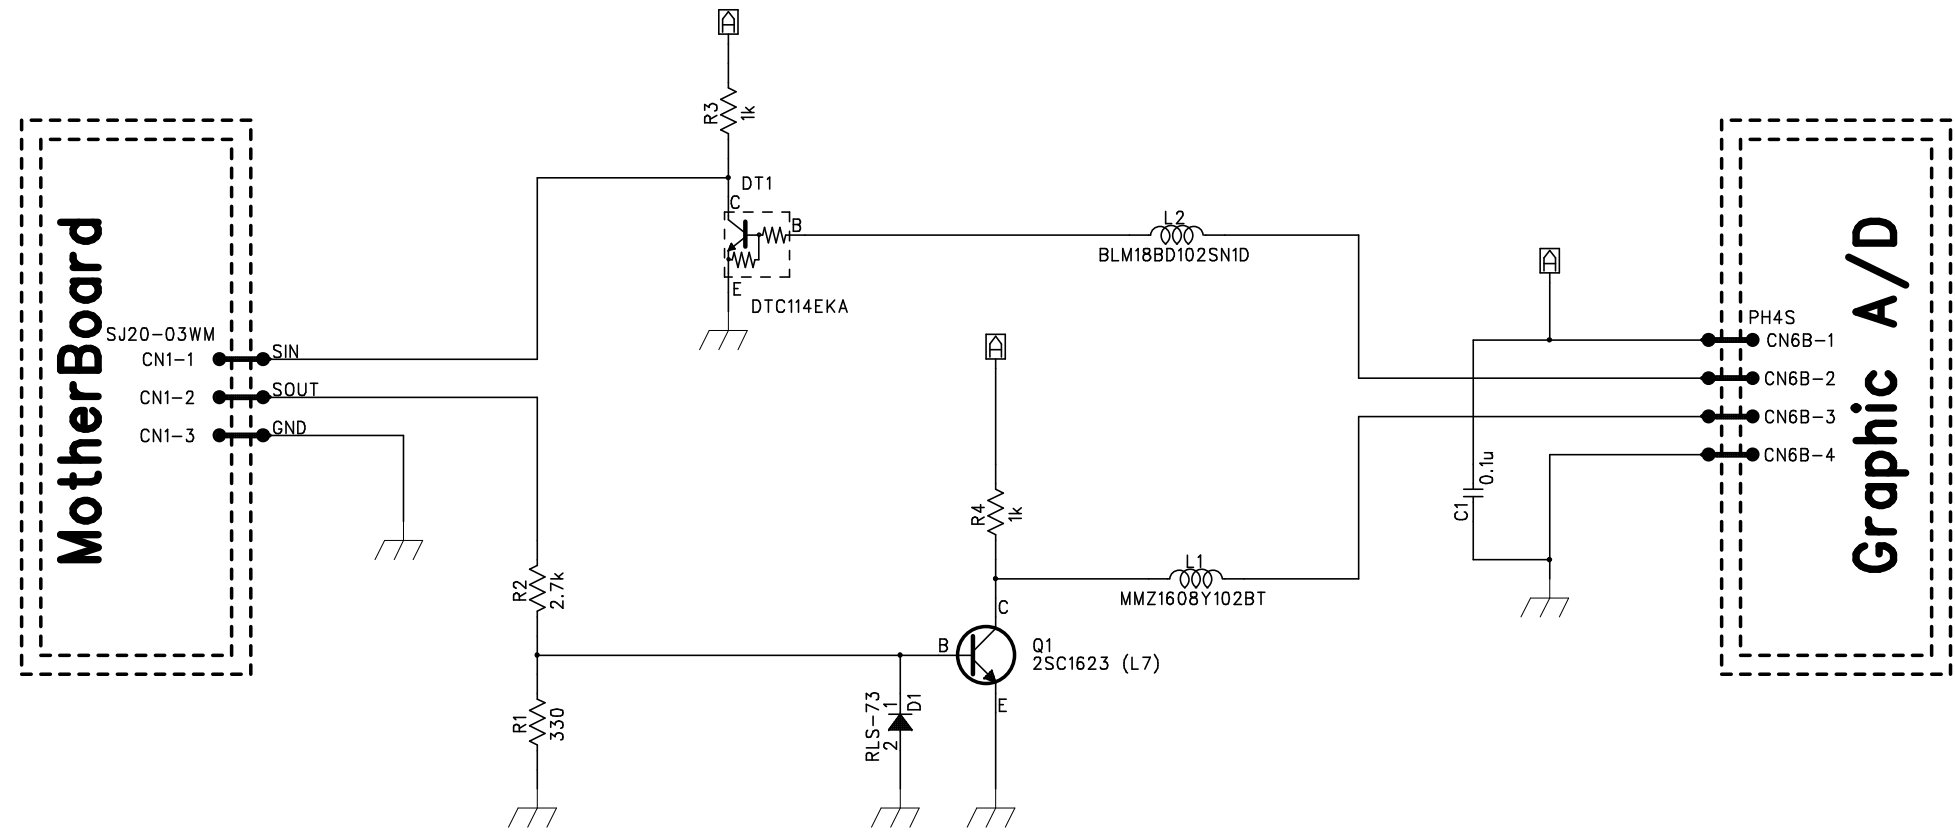 A
R3
1k
DT1
C
B
E
DTC114EKA
L2
BLM18BD102SN1D
MotherBoard
SJ20-03WM
CN1-1
SIN
CN1-2
SOUT
CN1-3
GND
A
R4
1k
A
Graphic A/D
PH4S
CN6B-1
CN6B-2
CN6B-3
CN6B-4
C1
0.1u
L1
MMZ1608Y102BT
R2
2.7k
R1
330
B
C
E
Q1
2SC1623 (L7)
RLS-73
1
2
D1